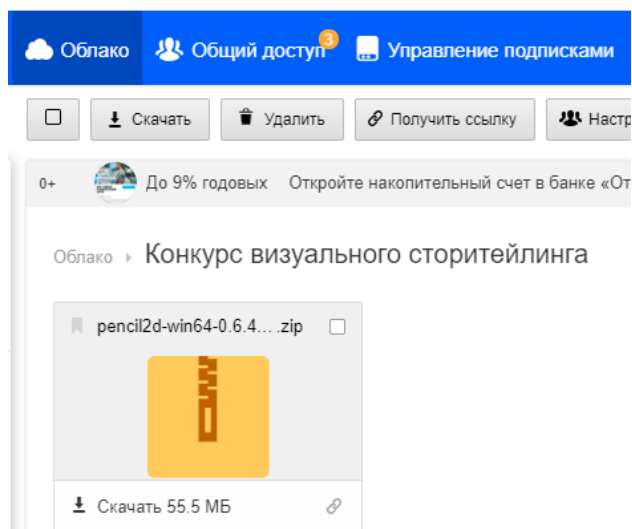 Облако Общий доступ 3 Управление подписками
Скачать Удалить Получить ссылку Настр
0+ До 9% годовых Откройте накопительный счет в банке «От
Облако Конкурс визуального сторитейлинга
pencil2d-win64-0.6.4... .zip
Скачать 55.5 МБ